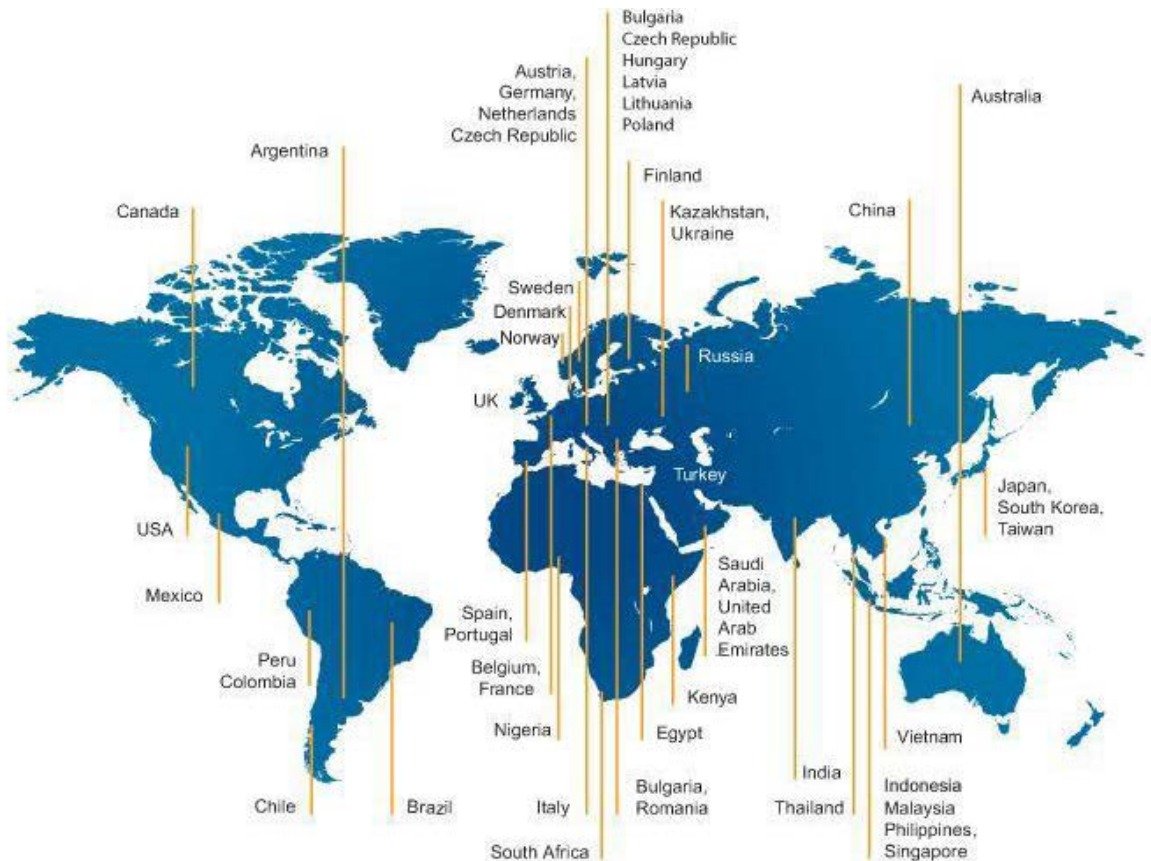 Bulgaria
Czech Republic
Hungary
Latvia
Lithuania
Poland
Austria,
Germany,
Netherlands
Czech Republic
Australia
Argentina
Finland
Canada
Kazakhstan,
Ukraine
China
Sweden
Denmark
Norway
Russia
UK
Turkey
Japan,
South Korea,
Taiwan
USA
Mexico
Saudi
Arabia,
United
Arab
Emirates
Spain,
Portugal
Peru
Colombia
Belgium,
France
Kenya
Nigeria
Egypt
Vietnam
India
Chile
Brazil
Italy
Bulgaria,
Romania
Thailand
Indonesia
Malaysia
Philippines,
Singapore
South Africa